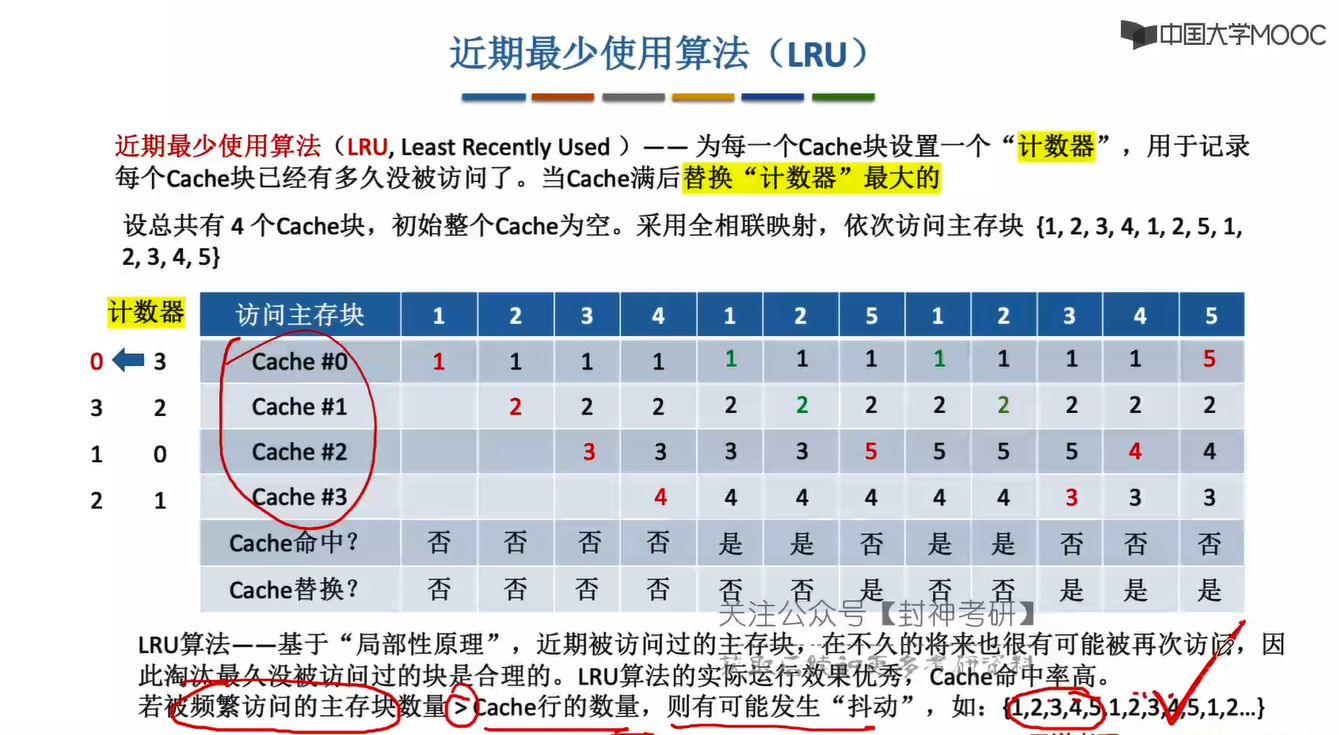 中国大学MOOC
近期最少使用算法（LRU）
近期最少使用算法（LRU, Least Recently Used ）—— 为每一个Cache块设置一个“计数器”，用于记录
每个Cache块已经有多久没被访问了。当Cache满后替换“计数器”最大的
设总共有 4 个Cache块，初始整个Cache为空。采用全相联映射，依次访问主存块 {1, 2, 3, 4, 1, 2, 5, 1,
2, 3, 4, 5}
计数器 访问主存块 1 2 3 4 1 2 5 1 2 3 4 5
0 3 Cache #0 1 1 1 1 1 1 1 1 1 1 1 5
3 2 Cache #1 2 2 2 2 2 2 2 2 2 2 2
1 0 Cache #2 3 3 3 3 5 5 5 5 4 4
2 1 Cache #3 4 4 4 4 4 4 3 3 3
Cache命中？ 否 否 否 否 是 是 否 是 是 否 否 否
Cache替换？ 否 否 否 否 否 否 是 否 否 是 是 是
关注公众号【封神考研】
LRU算法——基于“局部性原理”，近期被访问过的主存块，在不久的将来也很有可能被再次访问，因
此淘汰最久没被访问过的块是合理的。LRU算法的实际运行效果优秀，Cache命中率高。
若被频繁访问的主存块数量 > Cache行的数量，则有可能发生“抖动”，如：{1,2,3,4,5,1,2,3,4,5,1,2…}